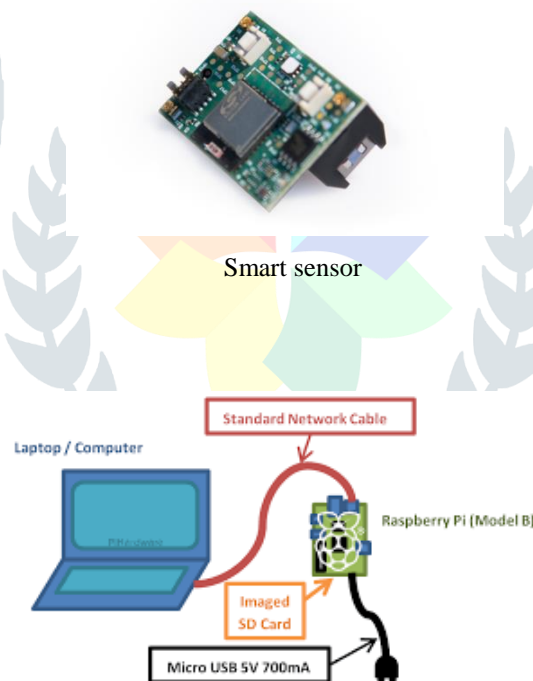 Smart sensor
Standard Network Cable
Laptop / Computer
Raspberry Pi (Model B)
Imaged
SD Card
Micro USB 5V 700mA